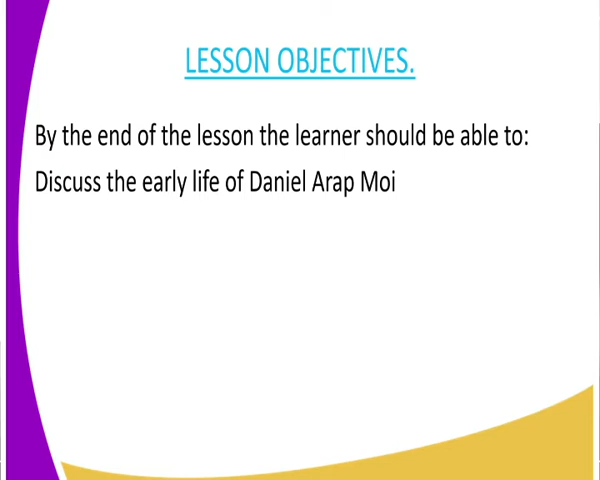 LESSON OBJECTIVES.
By the end of the lesson the learner should be able to:
Discuss the early life of Daniel Arap Moi